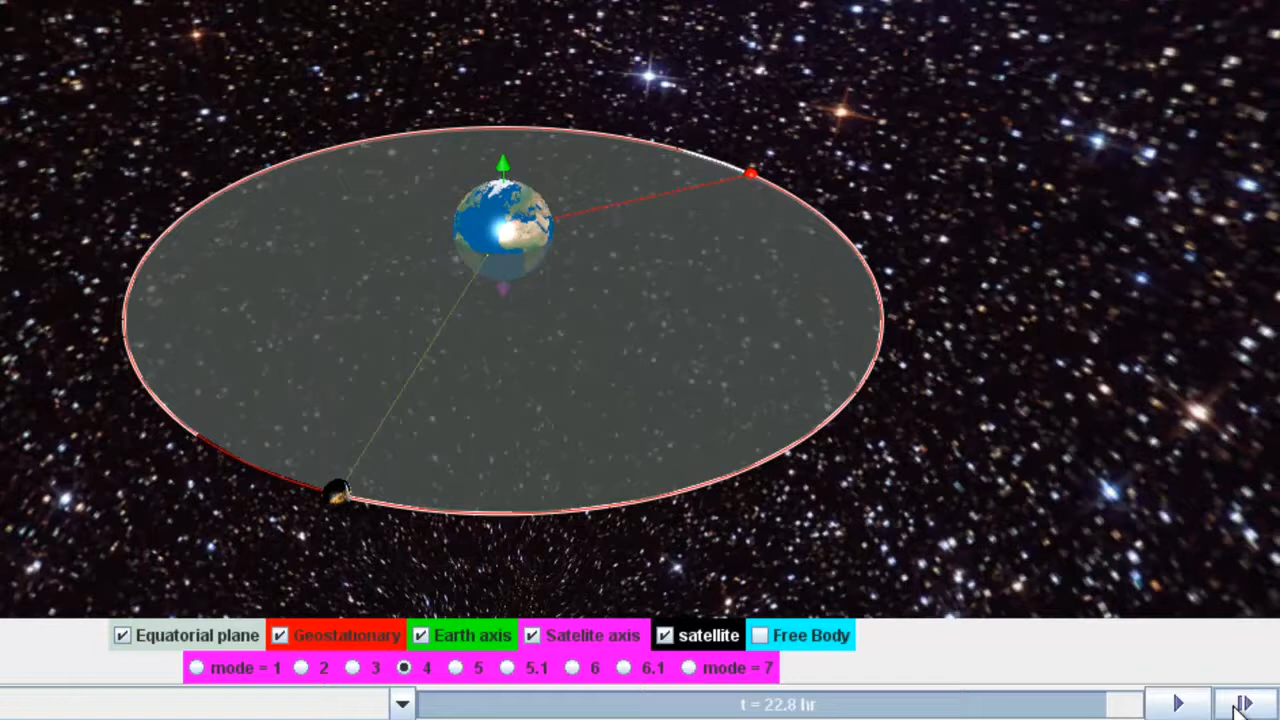 Equatorial plane Geostationary Earth axis Satelite axis satellite Free Body
mode = 1 2 3 4 5 5.1 6 6.1 mode = 7
t = 22.8 hr